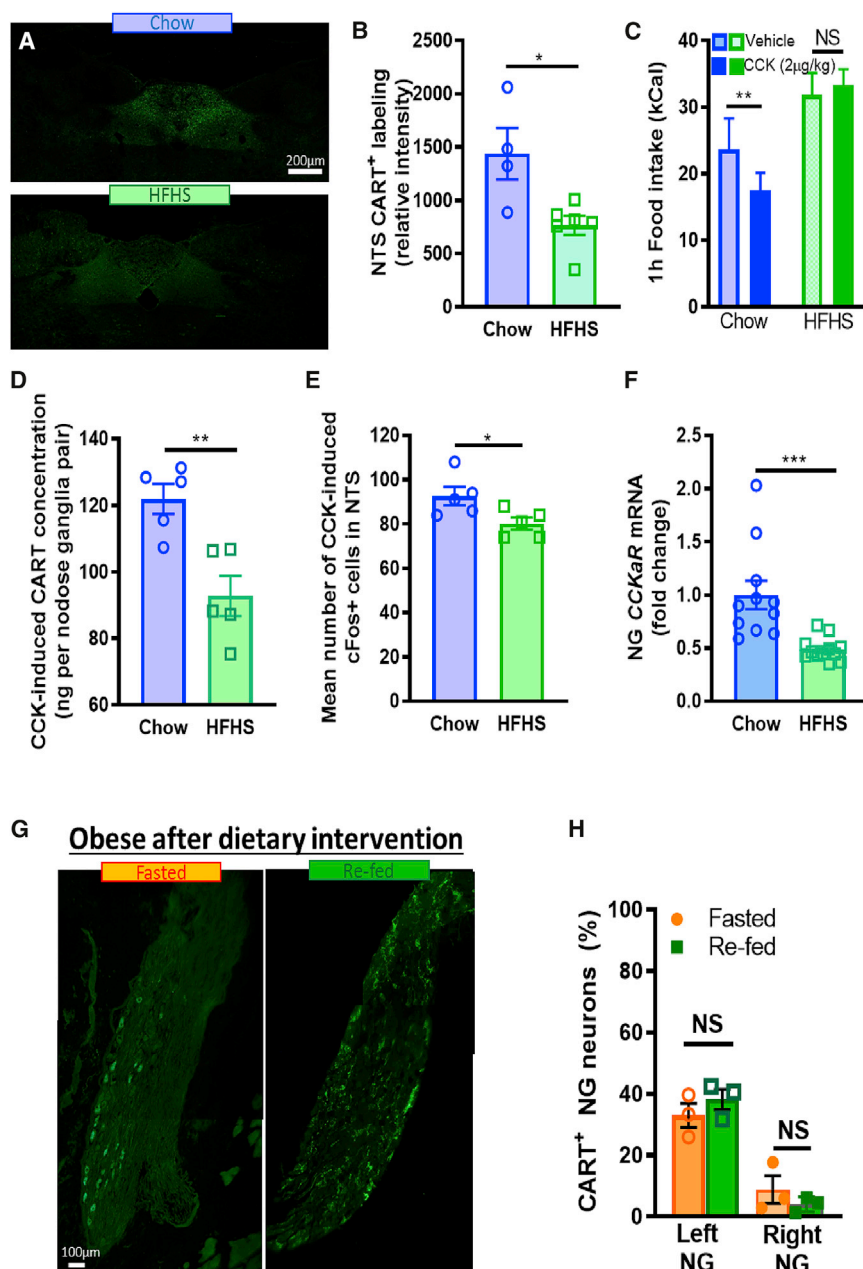 A
Chow
200µm
HFHS
B
NTS CART+ labeling
(relative intensity)
2500
2000
1500
1000
500
0
*
Chow HFHS
C
1h Food intake (kCal)
40
30
20
10
0
Vehicle
CCK (2µg/kg)
NS
**
Chow HFHS
D
CCK-induced CART concentration
(ng per nodose ganglia pair)
140
120
100
80
60
**
Chow HFHS
E
Mean number of CCK-induced
cFos+ cells in NTS
120
100
80
60
40
20
0
*
Chow HFHS
F
NG CCKaR mRNA
(fold change)
2.5
2.0
1.5
1.0
0.5
0.0
***
Chow HFHS
G
Obese after dietary intervention
Fasted Re-fed
100µm
H
CART+ NG neurons (%)
100
80
60
40
20
0
Fasted
Re-fed
NS
NS
Left Right
NG NG